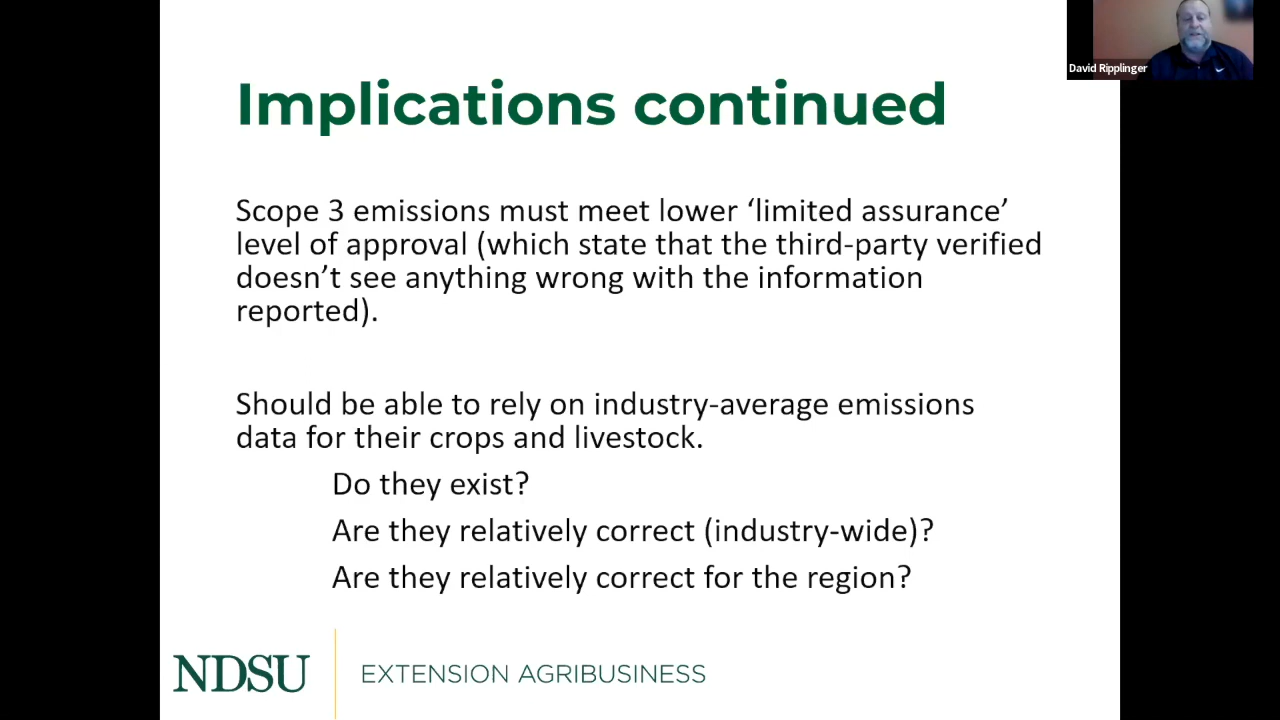 David Ripplinger
Implications continued
Scope 3 emissions must meet lower ‘limited assurance’
level of approval (which state that the third-party verified
doesn’t see anything wrong with the information
reported).
Should be able to rely on industry-average emissions
data for their crops and livestock.
Do they exist?
Are they relatively correct (industry-wide)?
Are they relatively correct for the region?
NDSU
EXTENSION AGRIBUSINESS